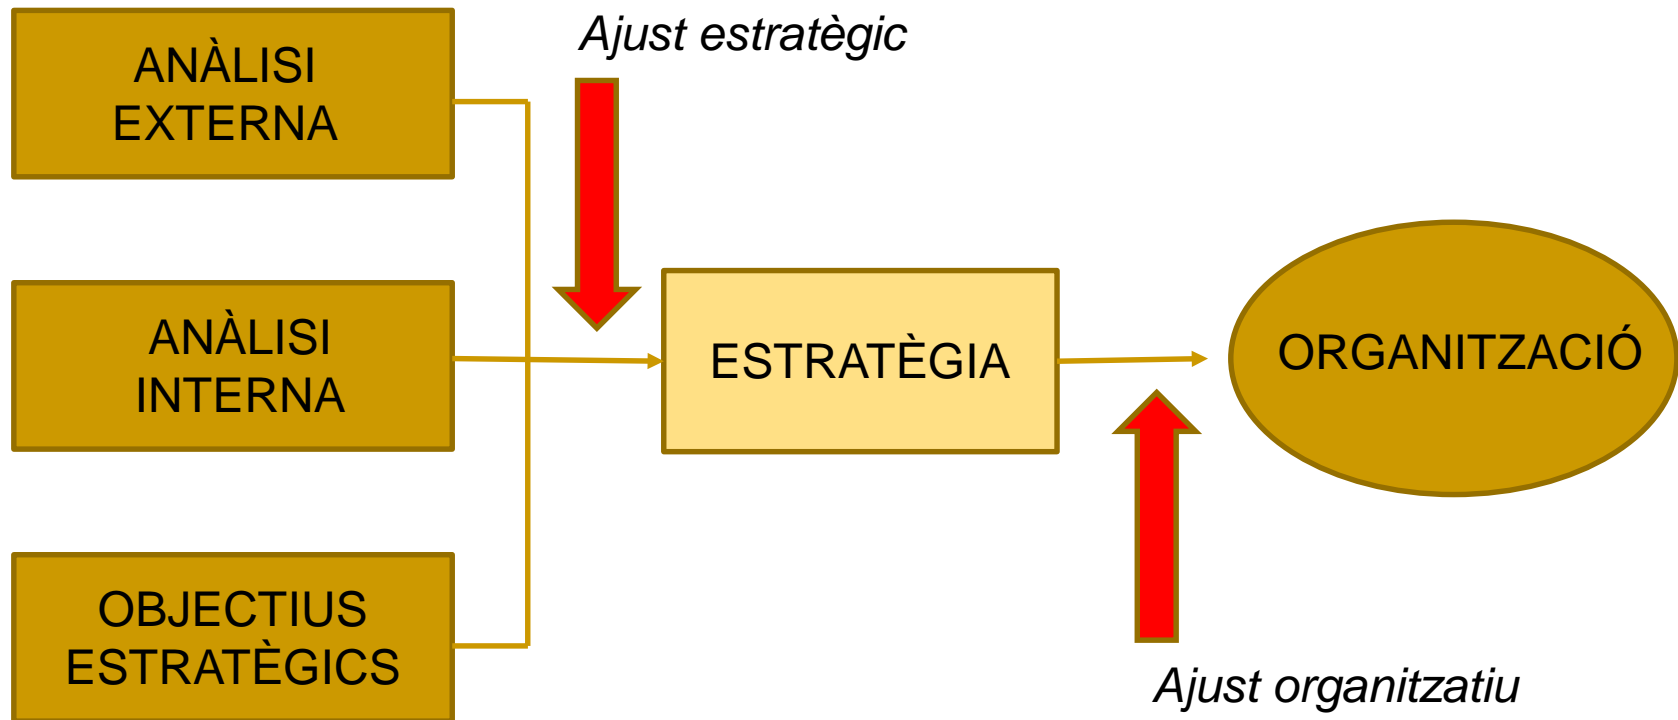 Ajust estratègic
ANÀLISI
EXTERNA
ANÀLISI
INTERNA
ESTRATÈGIA
ORGANITZACIÓ
OBJECTIUS
ESTRATÈGICS
Ajust organitzatiu